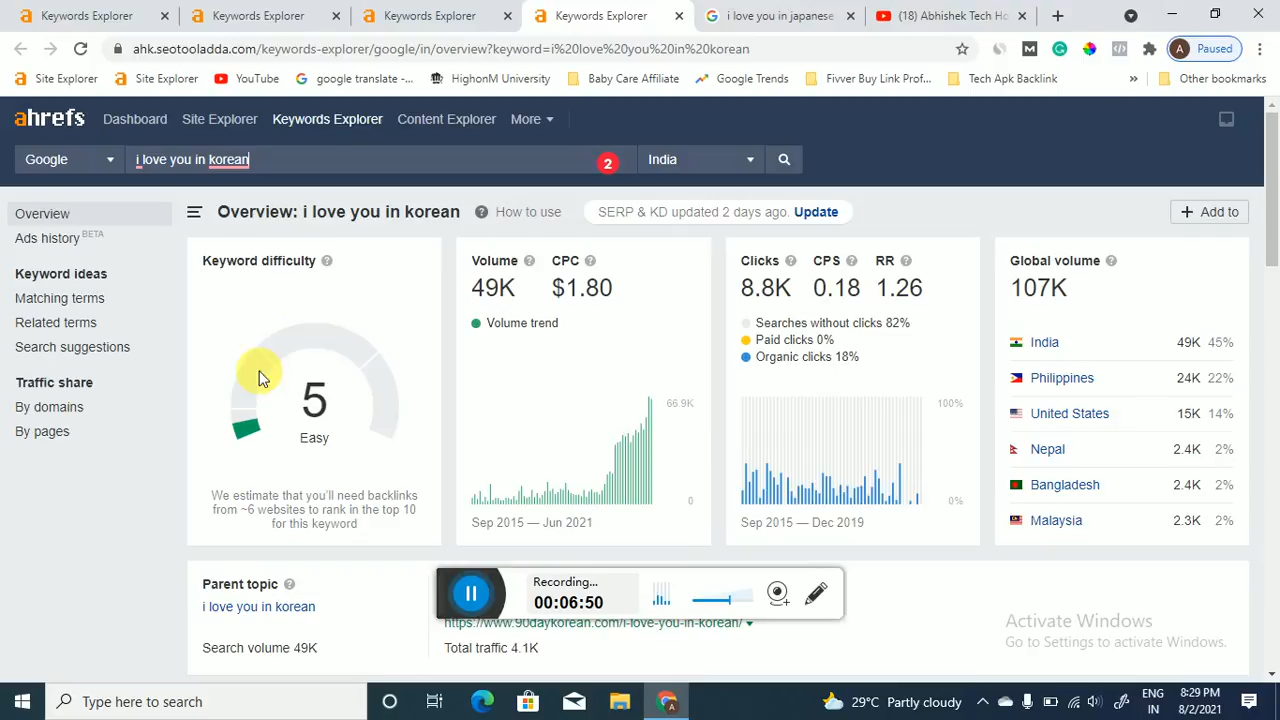 Keywords Explorer
Keywords Explorer
Keywords Explorer
Keywords Explorer
i love you in japanese
(18) Abhishek Tech Ho
ahk.seotooladda.com/keywords-explorer/google/in/overview?keyword=i%20love%20you%20in%20korean
A Paused
Site Explorer
Site Explorer
YouTube
google translate -...
HighonM University
Baby Care Affiliate
Google Trends
Fivver Buy Link Prof...
Tech Apk Backlink
Other bookmarks
ahrefs
Dashboard
Site Explorer
Keywords Explorer
Content Explorer
More
Google
i love you in korean
2
India
Overview
Ads history BETA
Keyword ideas
Matching terms
Related terms
Search suggestions
Traffic share
By domains
By pages
Overview: i love you in korean
How to use
SERP & KD updated 2 days ago. Update
+ Add to
Keyword difficulty
5
Easy
We estimate that you'll need backlinks
from ~6 websites to rank in the top 10
for this keyword
Volume CPC
49K $1.80
Volume trend
66.9K
0
Sep 2015 — Jun 2021
Clicks CPS RR
8.8K 0.18 1.26
Searches without clicks 82%
Paid clicks 0%
Organic clicks 18%
100%
0%
Sep 2015 — Dec 2019
Global volume
107K
India 49K 45%
Philippines 24K 22%
United States 15K 14%
Nepal 2.4K 2%
Bangladesh 2.4K 2%
Malaysia 2.3K 2%
Parent topic
i love you in korean
Search volume 49K
https://www.90daykorean.com/i-love-you-in-korean/
Total traffic 4.1K
Recording...
00:06:50
Activate Windows
Go to Settings to activate Windows.
Type here to search
29°C Partly cloudy
ENG
IN
8:29 PM
8/2/2021